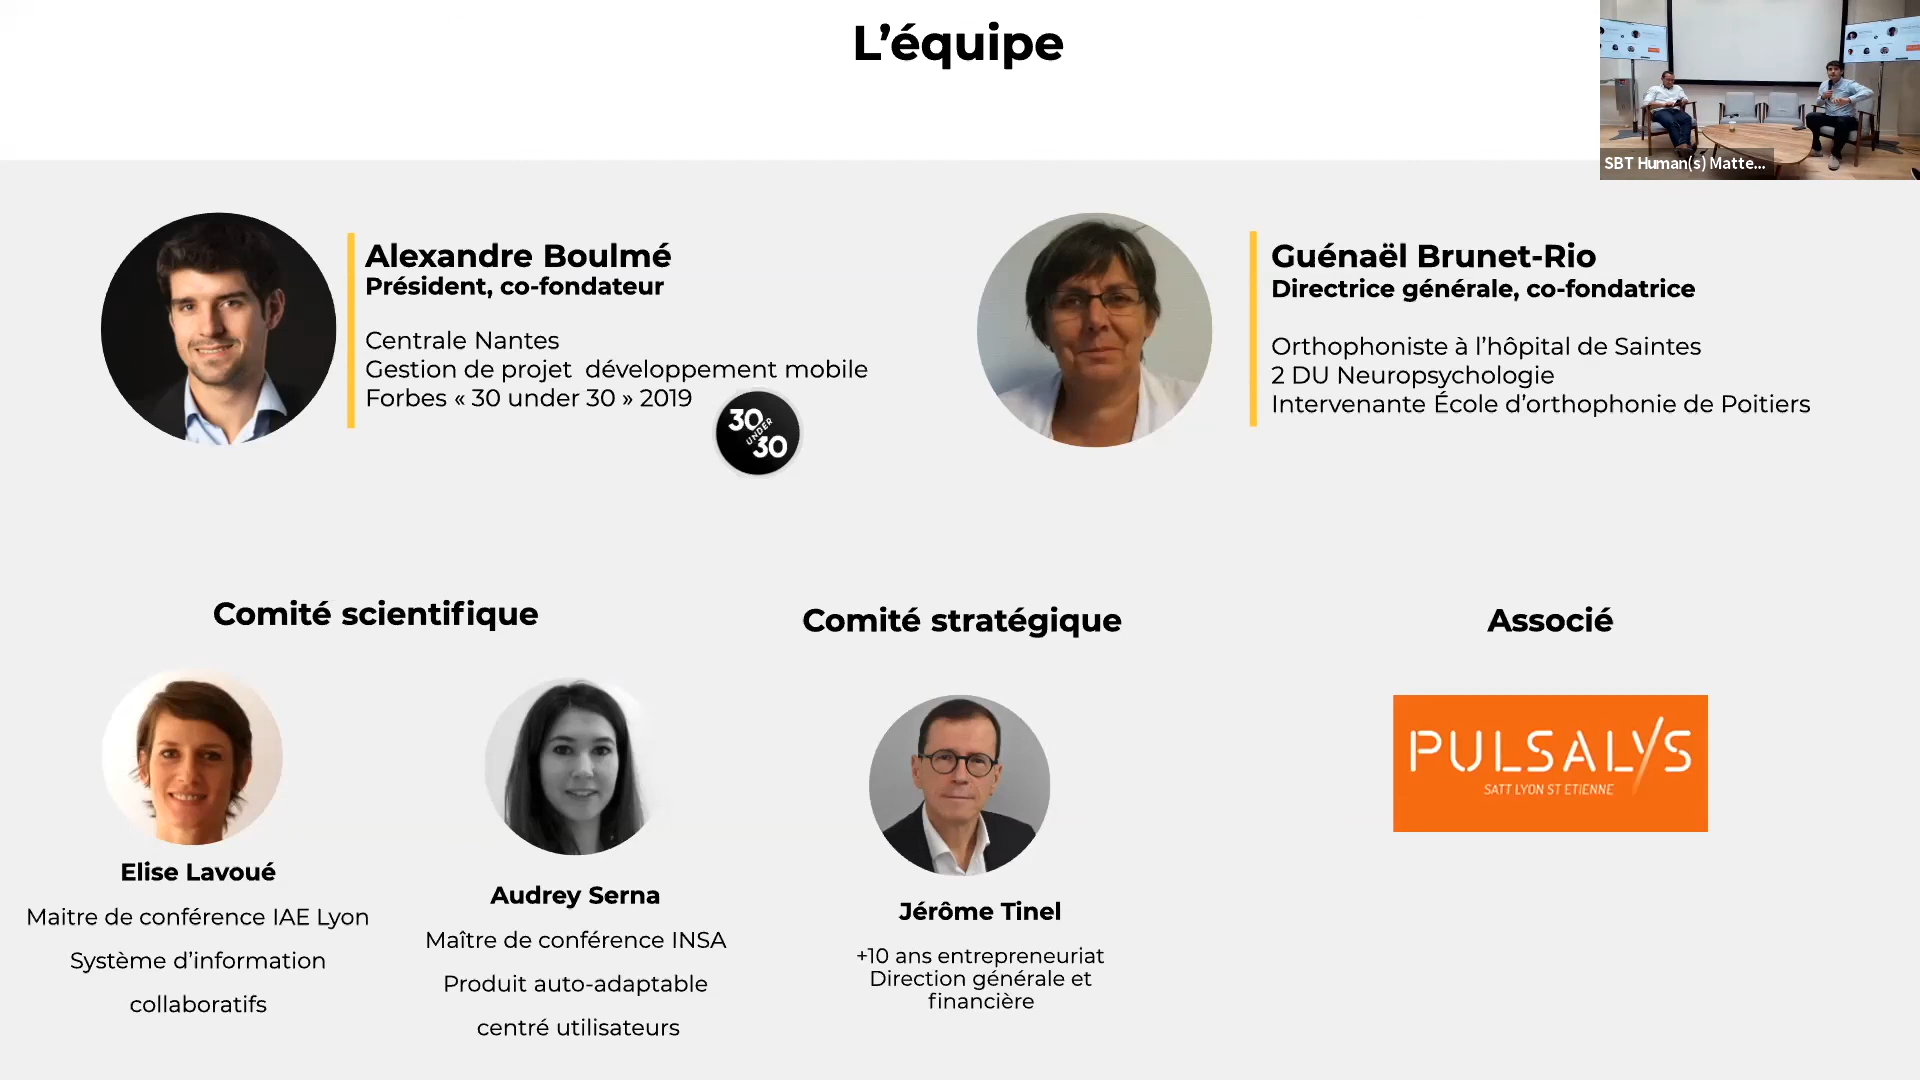 L’équipe
SBT Human(s) Matte...
Alexandre Boulmé
Président, co-fondateur
Centrale Nantes
Gestion de projet développement mobile
Forbes « 30 under 30 » 2019
30
UNDER
30
Guénaël Brunet-Rio
Directrice générale, co-fondatrice
Orthophoniste à l’hôpital de Saintes
2 DU Neuropsychologie
Intervenante École d’orthophonie de Poitiers
Comité scientifique
Elise Lavoué
Maitre de conférence IAE Lyon
Système d’information
collaboratifs
Audrey Serna
Maître de conférence INSA
Produit auto-adaptable
centré utilisateurs
Comité stratégique
Jérôme Tinel
+10 ans entrepreneuriat
Direction générale et
financière
Associé
PULSALYS
SATT LYON ST ETIENNE